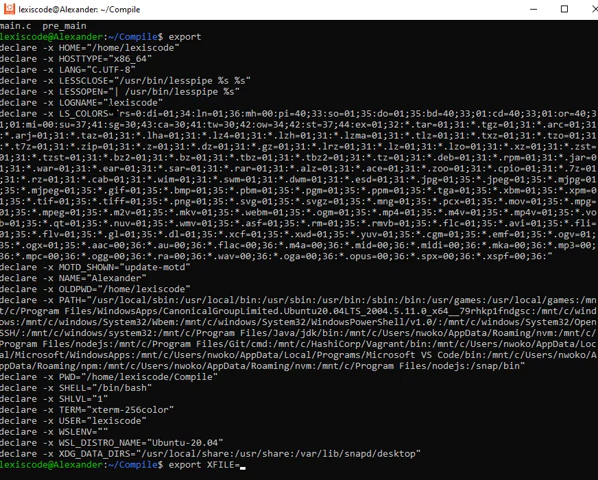 lexiscode@Alexander: ~/Compile
main.c  pre_main
lexiscode@Alexander:~/Compile$ export
declare -x HOME="/home/lexiscode"
declare -x HOSTTYPE="x86_64"
declare -x LANG="C.UTF-8"
declare -x LESSCLOSE="/usr/bin/lesspipe %s %s"
declare -x LESSOPEN="| /usr/bin/lesspipe %s"
declare -x LOGNAME="lexiscode"
declare -x LS_COLORS="rs=0:di=01;34:ln=01;36:mh=00:pi=40;33:so=01;35:do=01;35:bd=40;33;01:cd=40;33;01:or=40;3
1;01:mi=00:su=37;41:sg=30;43:ca=30;41:tw=30;42:ow=34;42:st=37;44:ex=01;32:*.tar=01;31:*.tgz=01;31:*.arc=01;31
:*.arj=01;31:*.taz=01;31:*.lha=01;31:*.lz4=01;31:*.lzh=01;31:*.lzma=01;31:*.tlz=01;31:*.txz=01;31:*.tzo=01;31
:*.t7z=01;31:*.zip=01;31:*.z=01;31:*.dz=01;31:*.gz=01;31:*.lrz=01;31:*.lz=01;31:*.lzo=01;31:*.xz=01;31:*.zst=
01;31:*.tzst=01;31:*.bz2=01;31:*.bz=01;31:*.tbz=01;31:*.tbz2=01;31:*.tz=01;31:*.deb=01;31:*.rpm=01;31:*.jar=0
1;31:*.war=01;31:*.ear=01;31:*.sar=01;31:*.rar=01;31:*.alz=01;31:*.ace=01;31:*.zoo=01;31:*.cpio=01;31:*.7z=01
;31:*.rz=01;31:*.cab=01;31:*.wim=01;31:*.swm=01;31:*.dwm=01;31:*.esd=01;31:*.jpg=01;35:*.jpeg=01;35:*.mjpg=01
;35:*.mjpeg=01;35:*.gif=01;35:*.bmp=01;35:*.pbm=01;35:*.pgm=01;35:*.ppm=01;35:*.tga=01;35:*.xbm=01;35:*.xpm=0
1;35:*.tif=01;35:*.tiff=01;35:*.png=01;35:*.svg=01;35:*.svgz=01;35:*.mng=01;35:*.pcx=01;35:*.mov=01;35:*.mpg=
01;35:*.mpeg=01;35:*.m2v=01;35:*.mkv=01;35:*.webm=01;35:*.ogm=01;35:*.mp4=01;35:*.m4v=01;35:*.mp4v=01;35:*.vo
b=01;35:*.qt=01;35:*.nuv=01;35:*.wmv=01;35:*.asf=01;35:*.rm=01;35:*.rmvb=01;35:*.flc=01;35:*.avi=01;35:*.fli=
01;35:*.flv=01;35:*.gl=01;35:*.dl=01;35:*.xcf=01;35:*.xwd=01;35:*.yuv=01;35:*.cgm=01;35:*.emf=01;35:*.ogv=01;
35:*.ogx=01;35:*.aac=00;36:*.au=00;36:*.flac=00;36:*.m4a=00;36:*.mid=00;36:*.midi=00;36:*.mka=00;36:*.mp3=00;
36:*.mpc=00;36:*.ogg=00;36:*.ra=00;36:*.wav=00;36:*.oga=00;36:*.opus=00;36:*.spx=00;36:*.xspf=00;36:"
declare -x MOTD_SHOWN="update-motd"
declare -x NAME="Alexander"
declare -x OLDPWD="/home/lexiscode"
declare -x PATH="/usr/local/sbin:/usr/local/bin:/usr/sbin:/usr/bin:/sbin:/bin:/usr/games:/usr/local/games:/mn
t/c/Program Files/WindowsApps/CanonicalGroupLimited.Ubuntu20.04LTS_2004.5.11.0_x64__79rhkp1fndgsc:/mnt/c/wind
ows:/mnt/c/windows/System32/Wbem:/mnt/c/windows/System32/WindowsPowerShell/v1.0/:/mnt/c/windows/System32/Open
SSH/:/mnt/c/windows/system32:/mnt/c/Program Files/Java/jdk/bin:/mnt/c/Users/nwoko/AppData/Roaming/nvm:/mnt/c/
Program Files/nodejs:/mnt/c/Program Files/Git/cmd:/mnt/c/HashiCorp/Vagrant/bin:/mnt/c/Users/nwoko/AppData/Loc
al/Microsoft/WindowsApps:/mnt/c/Users/nwoko/AppData/Local/Programs/Microsoft VS Code/bin:/mnt/c/Users/nwoko/A
ppData/Roaming/npm:/mnt/c/Users/nwoko/AppData/Roaming/nvm:/mnt/c/Program Files/nodejs:/snap/bin"
declare -x PWD="/home/lexiscode/Compile"
declare -x SHELL="/bin/bash"
declare -x SHLVL="1"
declare -x TERM="xterm-256color"
declare -x USER="lexiscode"
declare -x WSLENV=""
declare -x WSL_DISTRO_NAME="Ubuntu-20.04"
declare -x XDG_DATA_DIRS="/usr/local/share:/usr/share:/var/lib/snapd/desktop"
lexiscode@Alexander:~/Compile$ export XFILE=